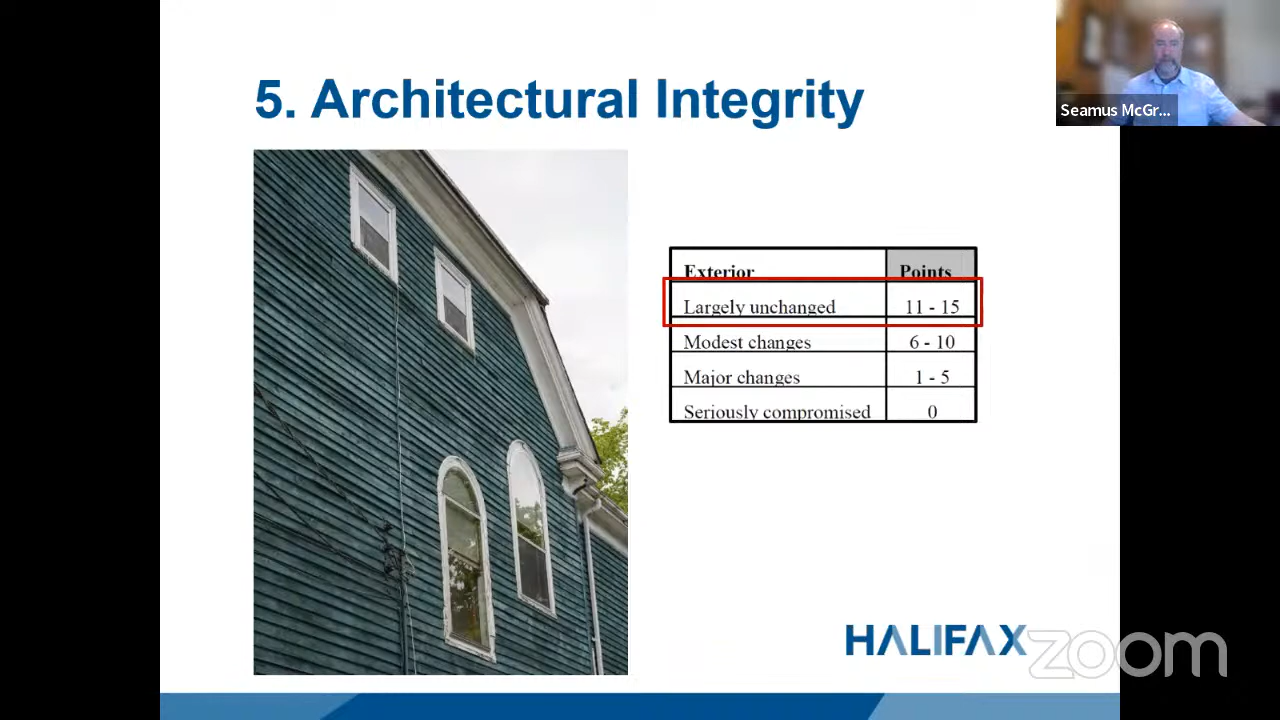 Seamus McGr...
5. Architectural Integrity
Exterior Points
Largely unchanged 11 - 15
Modest changes 6 - 10
Major changes 1 - 5
Seriously compromised 0
HALIFAX
zoom